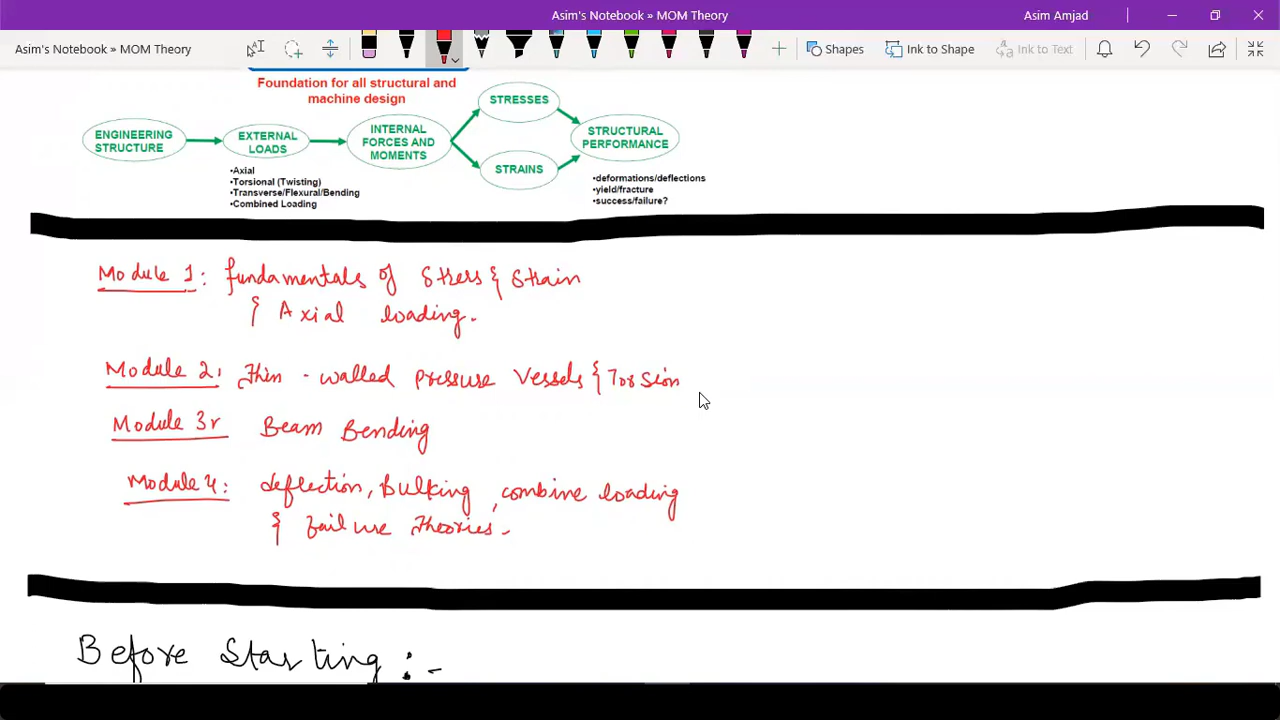 Asim's Notebook » MOM Theory
Asim Amjad
Asim's Notebook » MOM Theory
Shapes
Ink to Shape
Ink to Text
Foundation for all structural and
machine design
ENGINEERING
STRUCTURE
EXTERNAL
LOADS
•Axial
•Torsional (Twisting)
•Transverse/Flexural/Bending
•Combined Loading
INTERNAL
FORCES AND
MOMENTS
STRESSES
STRAINS
STRUCTURAL
PERFORMANCE
•deformations/deflections
•yield/fracture
•success/failure?
Module 1: fundamentals of Stress & Strain
& Axial loading.
Module 2: Thin - walled pressure Vessels & Torsion
Module 3: Beam Bending
Module 4: deflection, Bulking, combine loading
& failure Theories.
Before Starting :-